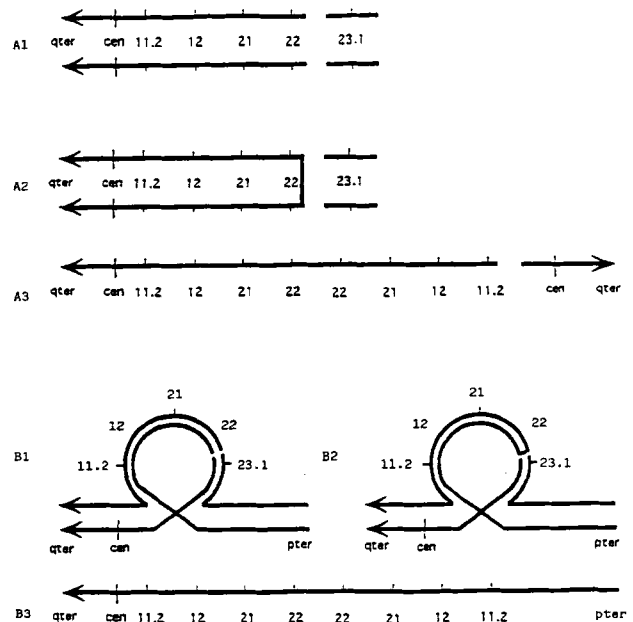 A1
qter cen 11.2 12 21 22 23.1
A2
qter cen 11.2 12 21 22 23.1
A3
qter cen 11.2 12 21 22 22 21 12 11.2 cen qter
21 21
12 22 12 22
B1 11.2 23.1 B2 11.2 23.1
qter cen pter qter cen pter
B3
qter cen 11.2 12 21 22 22 21 12 11.2 pter